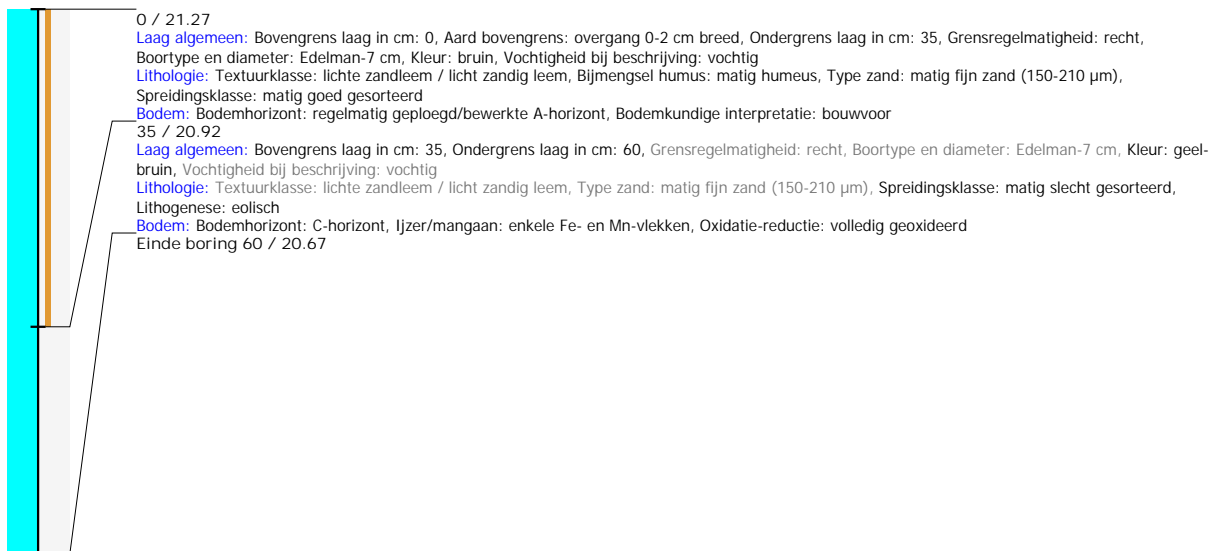 0 / 21.27
Laag algemeen: Bovengrens laag in cm: 0, Aard bovengrens: overgang 0-2 cm breed, Ondergrens laag in cm: 35, Grensregelmatigheid: recht,
Boortype en diameter: Edelman-7 cm, Kleur: bruin, Vochtigheid bij beschrijving: vochtig
Lithologie: Textuurklasse: lichte zandleem / licht zandig leem, Bijmengsel humus: matig humeus, Type zand: matig fijn zand (150-210 µm),
Spreidingsklasse: matig goed gesorteerd
Bodem: Bodemhorizont: regelmatig geploegd/bewerkte A-horizont, Bodemkundige interpretatie: bouwvoor
35 / 20.92
Laag algemeen: Bovengrens laag in cm: 35, Ondergrens laag in cm: 60, Grensregelmatigheid: recht, Boortype en diameter: Edelman-7 cm, Kleur: geel-
bruin, Vochtigheid bij beschrijving: vochtig
Lithologie: Textuurklasse: lichte zandleem / licht zandig leem, Type zand: matig fijn zand (150-210 µm), Spreidingsklasse: matig slecht gesorteerd,
Lithogenese: eolisch
Bodem: Bodemhorizont: C-horizont, Ijzer/mangaan: enkele Fe- en Mn-vlekken, Oxidatie-reductie: volledig geoxideerd
Einde boring 60 / 20.67